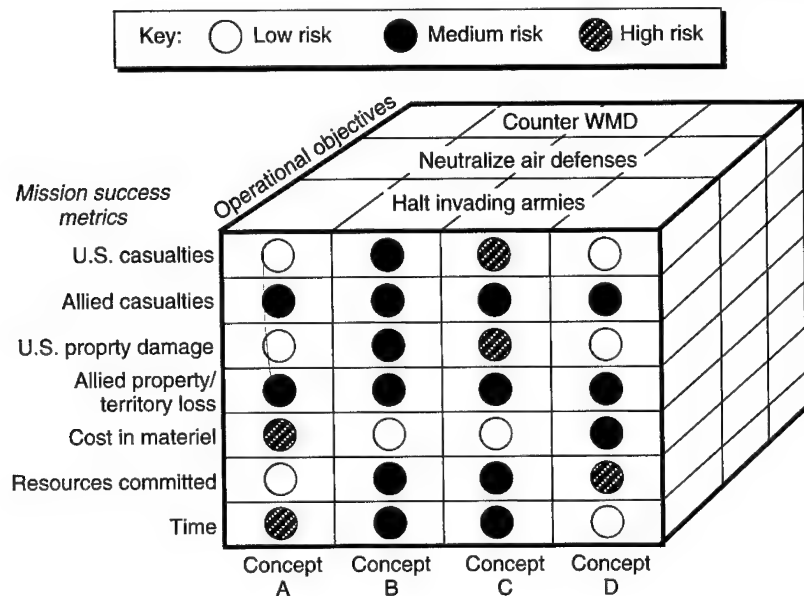 Key: Low risk Medium risk High risk
Operational objectives
Counter WMD
Neutralize air defenses
Halt invading armies
Mission success
metrics
U.S. casualties
Allied casualties
U.S. proprty damage
Allied property/
territory loss
Cost in materiel
Resources committed
Time
Concept Concept Concept Concept
A B C D